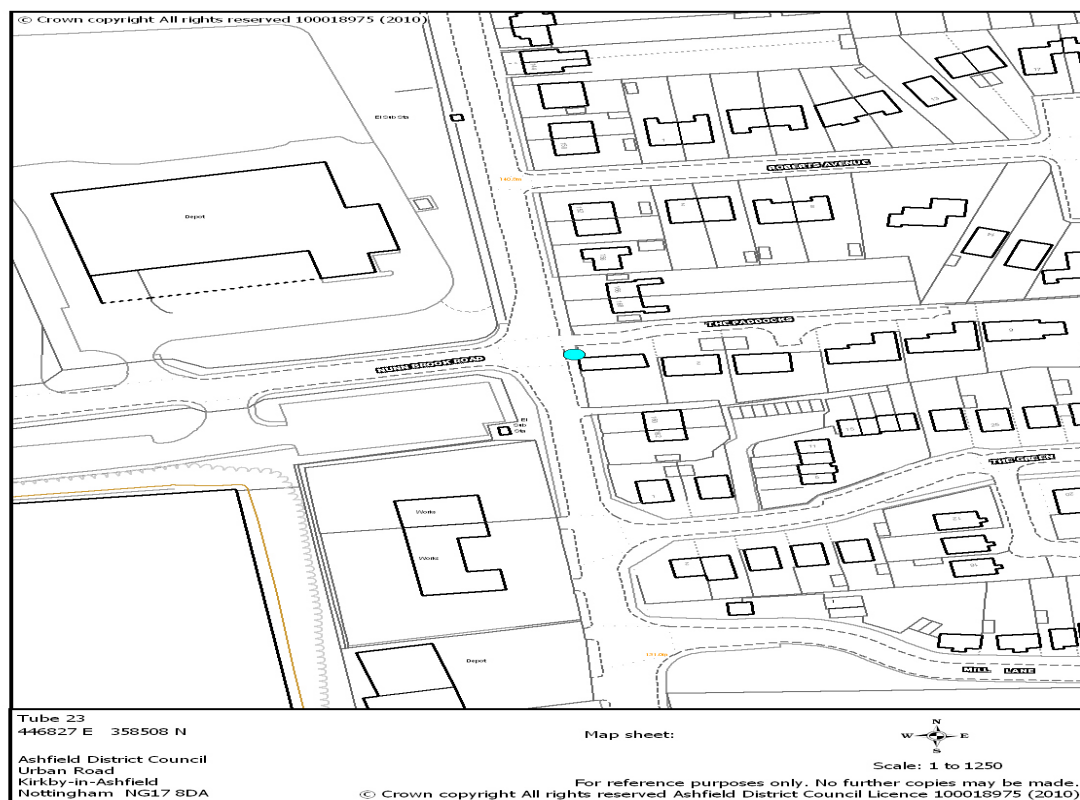 © Crown copyright All rights reserved 100018975 (2010)
El Sub Sta
ROBERTS AVENUE
Depot
THE PADDOCKS
NUNN BROOK ROAD
El
Sub
Sta
THE GREEN
Works
Works
Depot
MILL LANE
Tube 23
446827 E 358508 N
Map sheet:
N
W E
S
Ashfield District Council
Urban Road
Kirkby-in-Ashfield
Nottingham NG17 8DA
Scale: 1 to 1250
For reference purposes only. No further copies may be made.
© Crown copyright All rights reserved Ashfield District Council Licence 100018975 (2010)